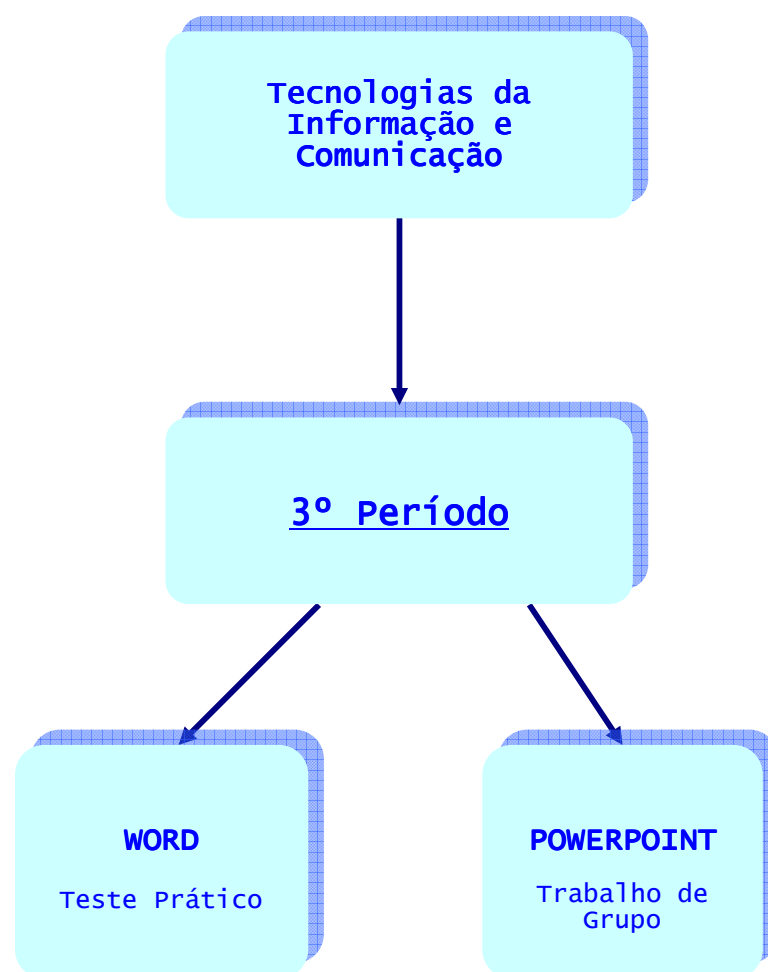 Tecnologias da
Informação e
Comunicação
3º Período
WORD
Teste Prático
POWERPOINT
Trabalho de
Grupo